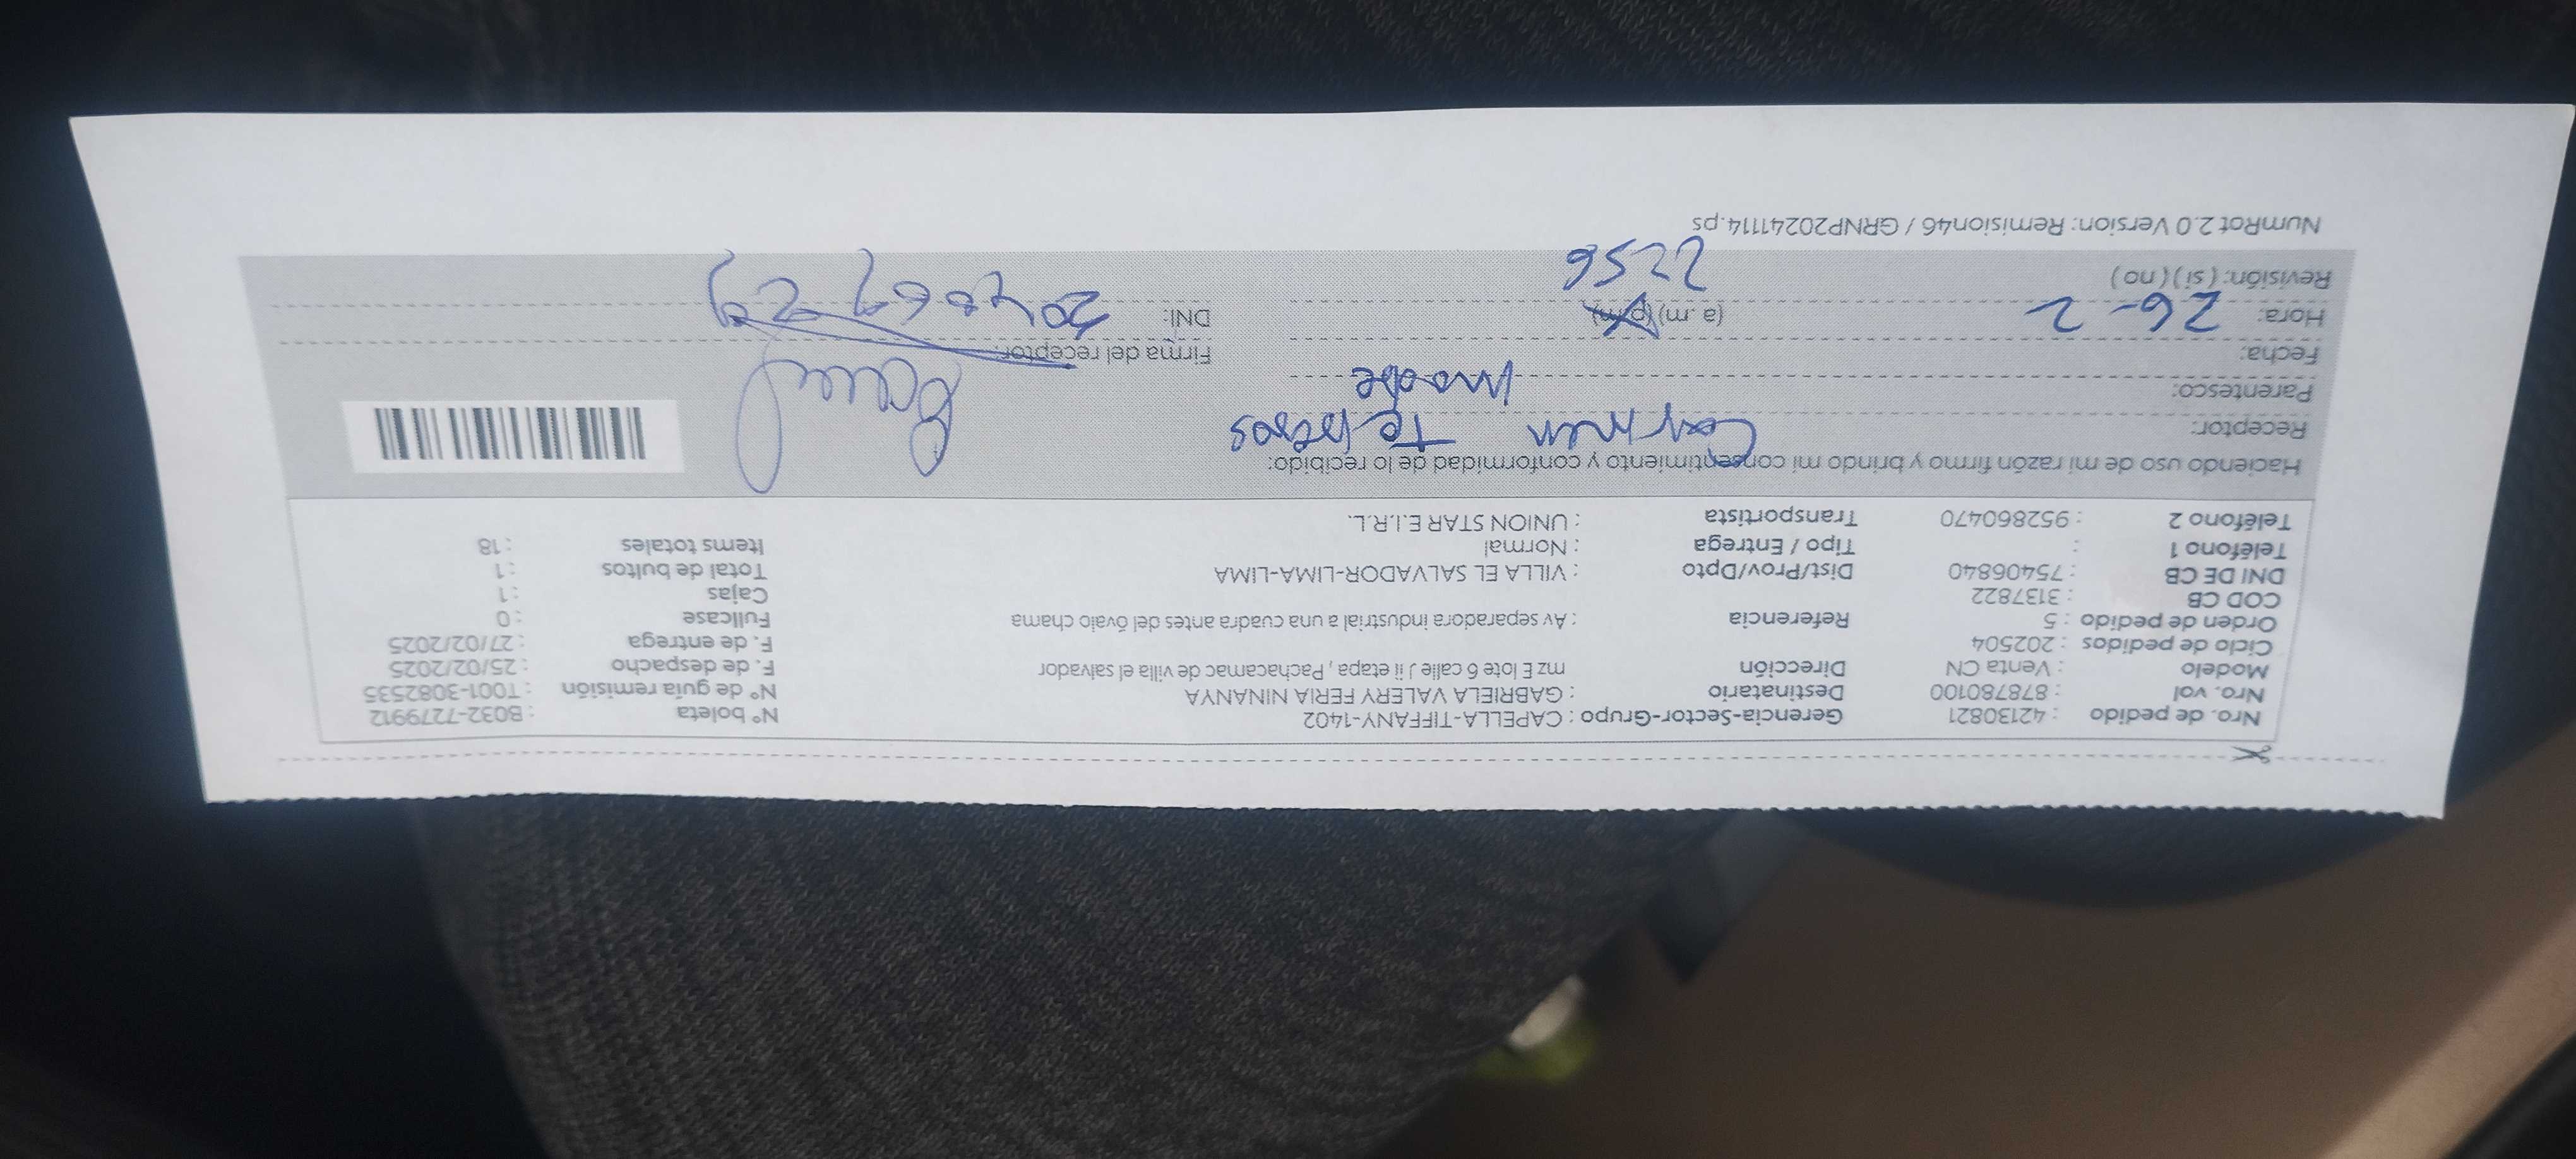 Nro. de pedido : 42130821 Gerencia-Sector-Grupo : CAPELLA-TIFFANY-1402 N° boleta : B032-7279912
Nro. vol : 878780100 Destinatario : GABRIELA VALERY FERIA NINANYA N° de guía remisión : T001-3082535
Modelo : Venta CN Dirección mz E lote 6 calle J ii etapa , Pachacamac de villa el salvador F. de despacho : 25/02/2025
Ciclo de pedidos : 202504 F. de entrega : 27/02/2025
Orden de pedido : 5 Referencia : Av separadora industrial a una cuadra antes del óvalo chama Fullcase : 0
COD CB : 3137822 Cajas : 1
DNI DE CB : 75406840 Dist/Prov/Dpto : VILLA EL SALVADOR-LIMA-LIMA Total de bultos : 1
Teléfono 1 : Tipo / Entrega : Normal Items totales : 18
Teléfono 2 : 952860470 Transportista : UNION STAR E.I.R.L.
Haciendo uso de mi razón firmo y brindo mi consentimiento y conformidad de lo recibido:
Receptor: Carmen
Parentesco:
Fecha: Firma del receptor:
Hora: 26-2 (a.m) (p.m) DNI:
Revisión: ( si ) ( no ) 2256
NumRot 2.0 Version: Remision46 / GRNP20241114.ps